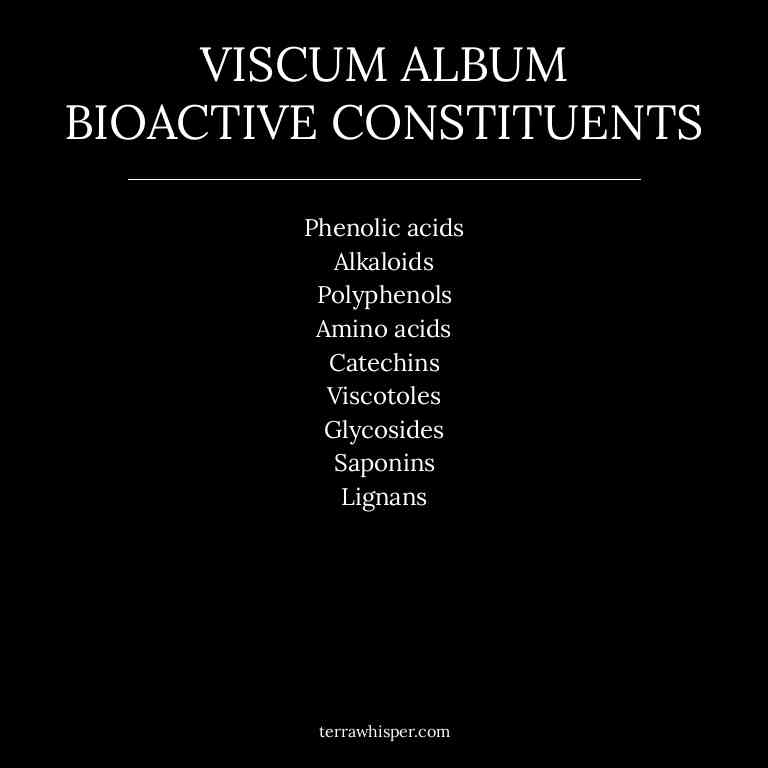 VISCUM ALBUM
BIOACTIVE CONSTITUENTS
Phenolic acids
Alkaloids
Polyphenols
Amino acids
Catechins
Viscotoles
Glycosides
Saponins
Lignans
terrawhisper.com